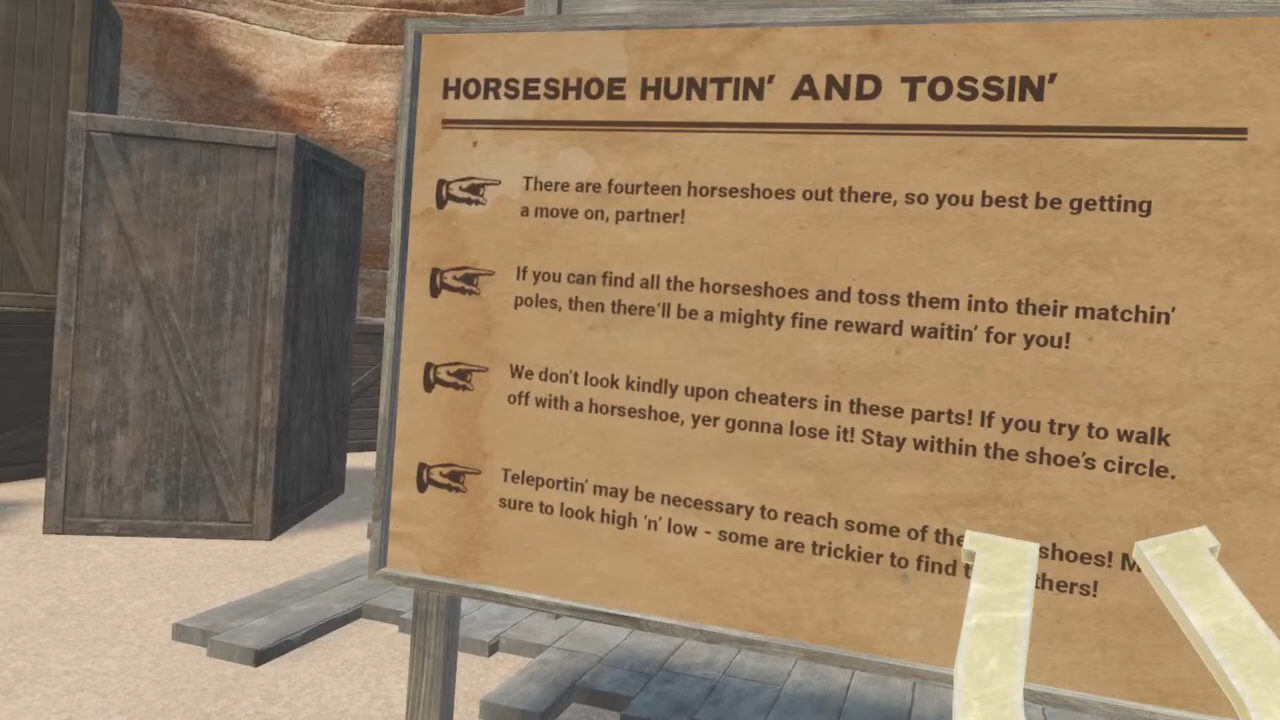 HORSESHOE HUNTIN' AND TOSSIN'
There are fourteen horseshoes out there, so you best be getting
a move on, partner!
If you can find all the horseshoes and toss them into their matchin'
poles, then there'll be a mighty fine reward waitin' for you!
We don't look kindly upon cheaters in these parts! If you try to walk
off with a horseshoe, yer gonna lose it! Stay within the shoe's circle.
Teleportin' may be necessary to reach some of the shoes!
sure to look high 'n' low - some are trickier to find